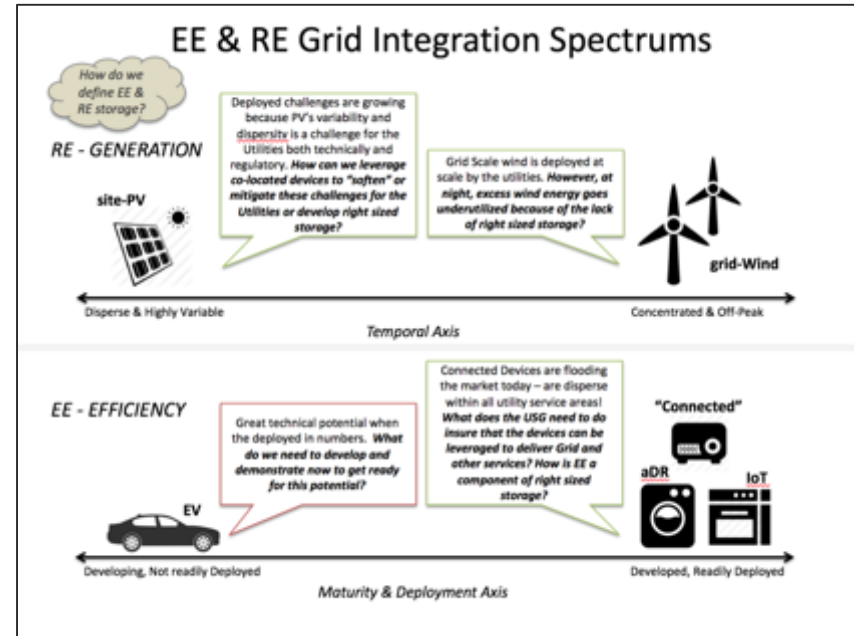 EE & RE Grid Integration Spectrums
How do we
define EE &
RE storage?
RE - GENERATION
site-PV
Deployed challenges are growing
because PV's variability and
dispersity is a challenge for the
Utilities both technically and
regulatory. How can we leverage
co-located devices to "soften" or
mitigate these challenges for the
Utilities or develop right sized
storage?
Grid Scale wind is deployed at
scale by the utilities. However, at
night, excess wind energy goes
underutilized because of the lack
of right sized storage?
grid-Wind
Disperse & Highly Variable
Concentrated & Off-Peak
Temporal Axis
EE - EFFICIENCY
EV
Great technical potential when
the deployed in numbers. What
do we need to develop and
demonstrate now to get ready
for this potential?
Connected Devices are flooding
the market today – are disperse
within all utility service areas!
What does the USG need to do
insure that the devices can be
leveraged to deliver Grid and
other services? How is EE a
component of right sized
storage?
"Connected"
aDR
IoT
Developing, Not readily Deployed
Developed, Readily Deployed
Maturity & Deployment Axis